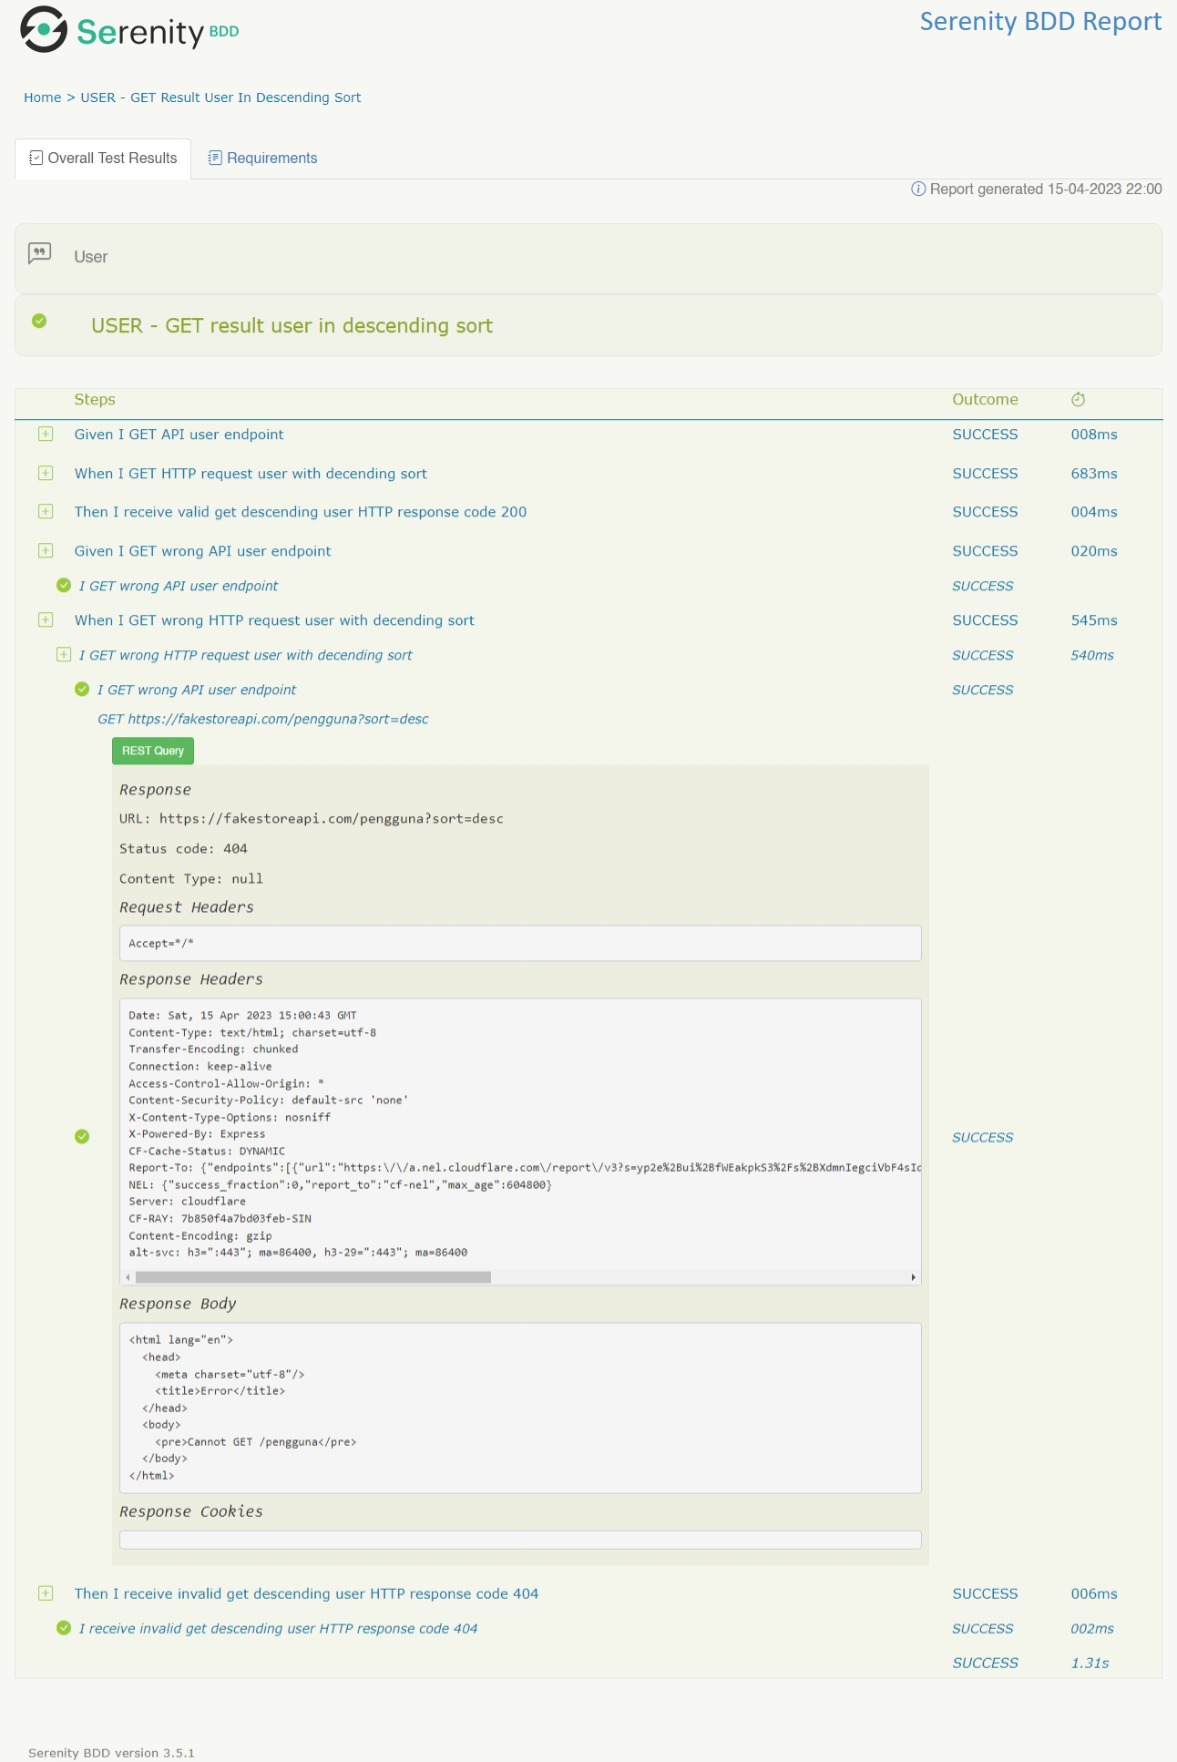 Serenity BDD
Serenity BDD Report
Home > USER - GET Result User In Descending Sort
Overall Test Results
Requirements
Report generated 15-04-2023 22:00
User
USER - GET result user in descending sort
Steps Outcome
Given I GET API user endpoint SUCCESS 008ms
When I GET HTTP request user with decending sort SUCCESS 683ms
Then I receive valid get descending user HTTP response code 200 SUCCESS 004ms
Given I GET wrong API user endpoint SUCCESS 020ms
I GET wrong API user endpoint SUCCESS
When I GET wrong HTTP request user with decending sort SUCCESS 545ms
I GET wrong HTTP request user with decending sort SUCCESS 540ms
I GET wrong API user endpoint SUCCESS
GET https://fakestoreapi.com/pengguna?sort=desc
REST Query
Response
URL: https://fakestoreapi.com/pengguna?sort=desc
Status code: 404
Content Type: null
Request Headers
Accept=*/*
Response Headers
Date: Sat, 15 Apr 2023 15:00:43 GMT
Content-Type: text/html; charset=utf-8
Transfer-Encoding: chunked
Connection: keep-alive
Access-Control-Allow-Origin: *
Content-Security-Policy: default-src 'none'
X-Content-Type-Options: nosniff
X-Powered-By: Express
CF-Cache-Status: DYNAMIC
Report-To: {"endpoints":[{"url":"https:\/\/a.nel.cloudflare.com\/report\/v3?s=yp2e%2Bui%2BfWEakpkS3%2Fs%2BXdmnIegciVbF4sIc
NEL: {"success_fraction":0,"report_to":"cf-nel","max_age":604800}
Server: cloudflare
CF-RAY: 7b850f4a7bd03feb-SIN
Content-Encoding: gzip
alt-svc: h3=":443"; ma=86400, h3-29=":443"; ma=86400
SUCCESS
Response Body
<html lang="en">
<head>
<meta charset="utf-8"/>
<title>Error</title>
</head>
<body>
<pre>Cannot GET /pengguna</pre>
</body>
</html>
Response Cookies
Then I receive invalid get descending user HTTP response code 404 SUCCESS 006ms
I receive invalid get descending user HTTP response code 404 SUCCESS 002ms
SUCCESS 1.31s
Serenity BDD version 3.5.1